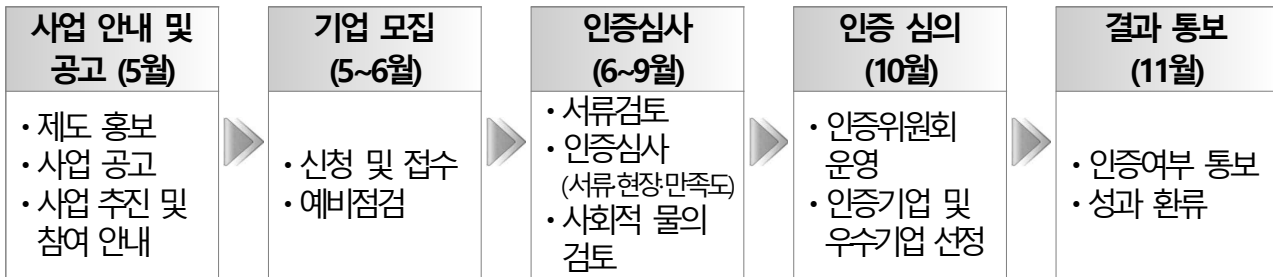 사업 안내 및
공고 (5월)
· 제도 홍보
· 사업 공고
· 사업 추진 및
참여 안내
기업 모집
(5~6월)
· 신청 및 접수
· 예비점검
인증심사
(6~9월)
· 서류검토
· 인증심사
(서류·현장·만족도)
· 사회적 물의
검토
인증 심의
(10월)
· 인증위원회
운영
· 인증기업 및
우수기업 선정
결과 통보
(11월)
· 인증여부 통보
· 성과 환류